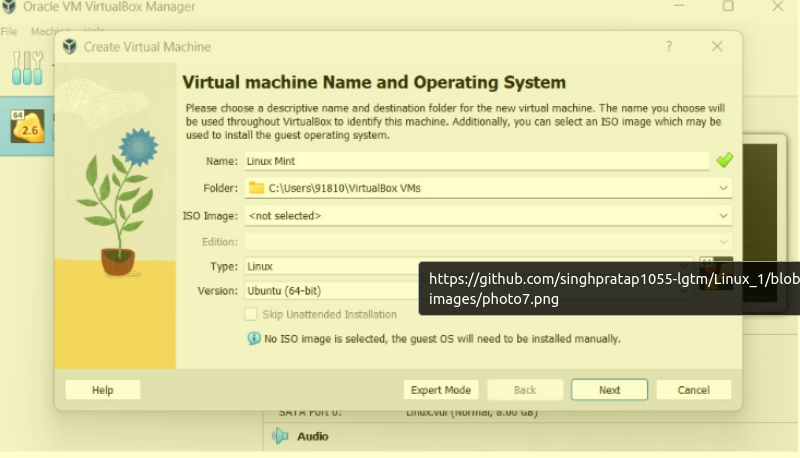 Oracle VM VirtualBox Manager
File Machine Help
Create Virtual Machine
? 
Virtual machine Name and Operating System
Please choose a descriptive name and destination folder for the new virtual machine. The name you choose will
be used throughout VirtualBox to identify this machine. Additionally, you can select an ISO image which may be
used to install the guest operating system.
Name: Linux Mint
Folder: C:\Users\91810\VirtualBox VMs
ISO Image: <not selected>
Edition:
Type: Linux
Version: Ubuntu (64-bit)
64
2.6
https://github.com/singhpratap1055-lgtm/Linux_1/blob
images/photo7.png
Skip Unattended Installation
No ISO image is selected, the guest OS will need to be installed manually.
Help Expert Mode Back Next Cancel
SATA Port 0: Linux.vdi (Normal, 8.00 GB)
Audio